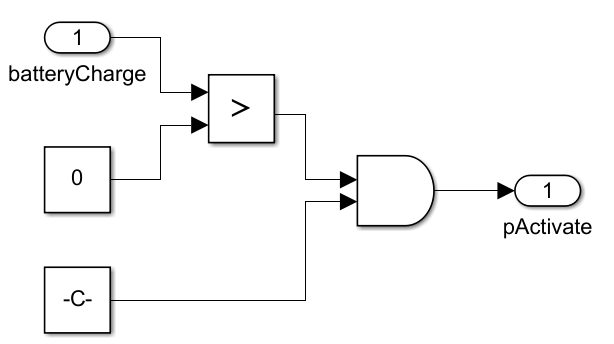 1
batteryCharge
>
0
1
pActivate
-C-